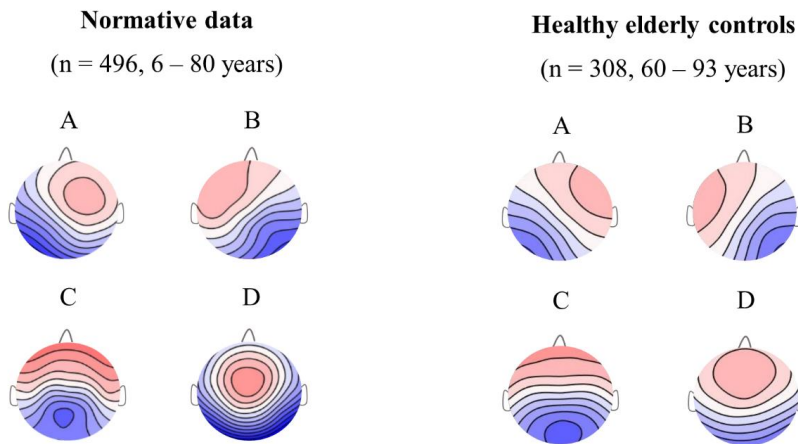 Normative data
(n = 496, 6 – 80 years)
A B
C D
Healthy elderly controls
(n = 308, 60 – 93 years)
A B
C D